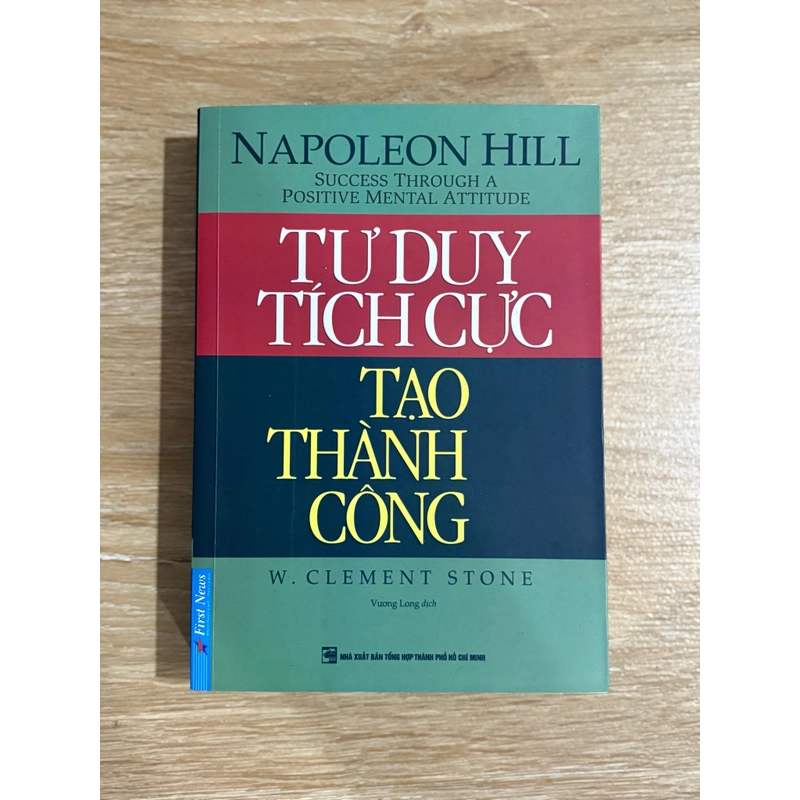 NAPOLEON HILL
SUCCESS THROUGH A
POSITIVE MENTAL ATTITUDE
TƯ DUY
TÍCH CỰC
TẠO
THÀNH
CÔNG
W. CLEMENT STONE
Vương Long dịch
First News
NHÀ XUẤT BẢN TỔNG HỢP THÀNH PHỐ HỒ CHÍ MINH